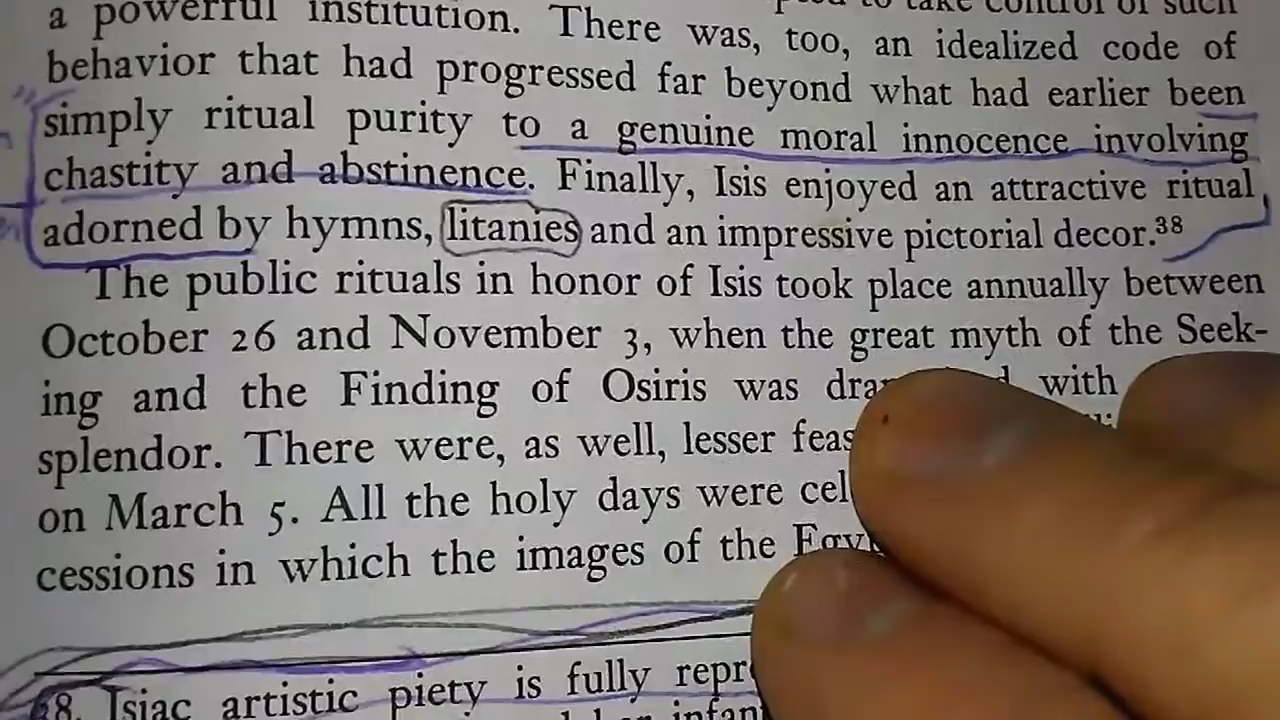 a powerful institution. There was, too, an idealized code of
to take control of such
behavior that had progressed far beyond what had earlier been
simply ritual purity to a genuine moral innocence involving
chastity and abstinence. Finally, Isis enjoyed an attractive ritual
adorned by hymns, litanies and an impressive pictorial decor.³⁸
The public rituals in honor of Isis took place annually between
October 26 and November 3, when the great myth of the Seek-
ing and the Finding of Osiris was with
splendor. There were, as well, lesser
on March 5. All the holy days were
cessions in which the images of the
Isiac artistic piety is fully